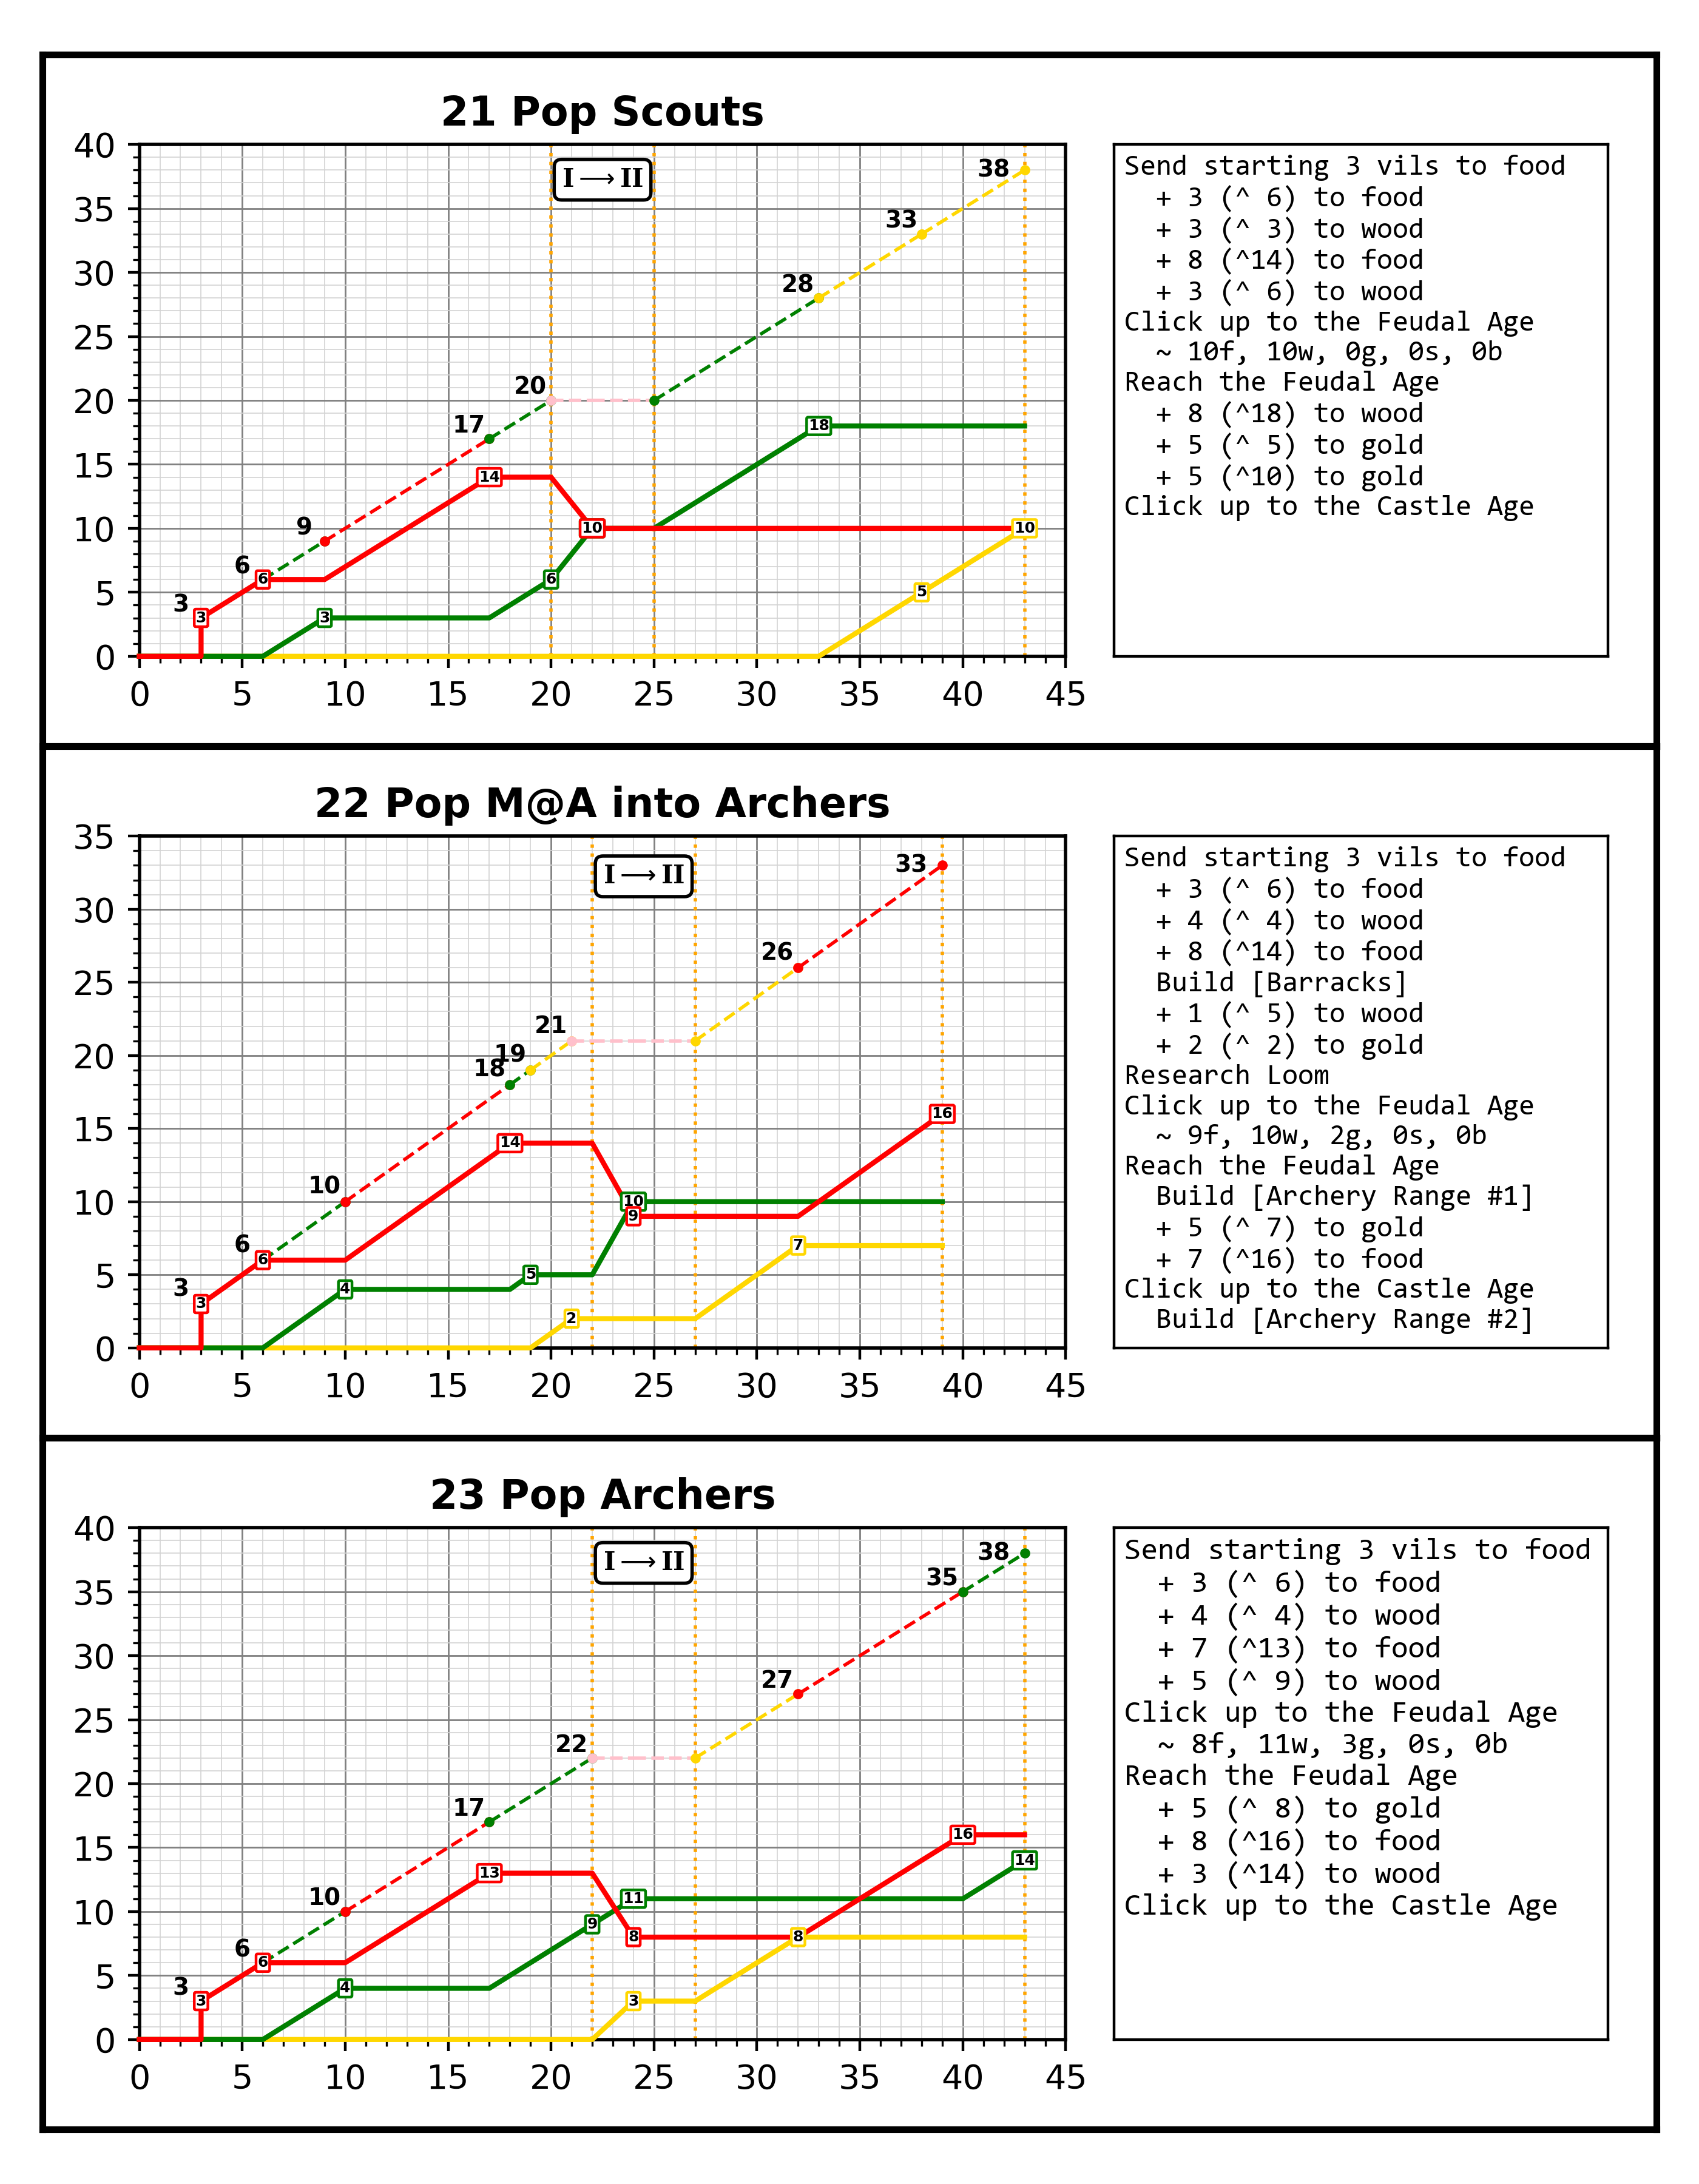 21 Pop Scouts
40
35
30
25
20
15
10
5
0
0 5 10 15 20 25 30 35 40 45
I → II
3
6
9
17
20
28
33
38
3
6
14
10
3
6
18
5
10
Send starting 3 vils to food
+ 3 (^ 6) to food
+ 3 (^ 3) to wood
+ 8 (^14) to food
+ 3 (^ 6) to wood
Click up to the Feudal Age
~ 10f, 10w, 0g, 0s, 0b
Reach the Feudal Age
+ 8 (^18) to wood
+ 5 (^ 5) to gold
+ 5 (^10) to gold
Click up to the Castle Age
22 Pop M@A into Archers
35
30
25
20
15
10
5
0
0 5 10 15 20 25 30 35 40 45
I → II
3
6
10
18
19
21
26
33
3
6
14
9
16
4
5
10
2
7
Send starting 3 vils to food
+ 3 (^ 6) to food
+ 4 (^ 4) to wood
+ 8 (^14) to food
Build [Barracks]
+ 1 (^ 5) to wood
+ 2 (^ 2) to gold
Research Loom
Click up to the Feudal Age
~ 9f, 10w, 2g, 0s, 0b
Reach the Feudal Age
Build [Archery Range #1]
+ 5 (^ 7) to gold
+ 7 (^16) to food
Click up to the Castle Age
Build [Archery Range #2]
23 Pop Archers
40
35
30
25
20
15
10
5
0
0 5 10 15 20 25 30 35 40 45
I → II
3
6
10
17
22
27
35
38
3
6
13
8
16
4
9
11
14
3
8
Send starting 3 vils to food
+ 3 (^ 6) to food
+ 4 (^ 4) to wood
+ 7 (^13) to food
+ 5 (^ 9) to wood
Click up to the Feudal Age
~ 8f, 11w, 3g, 0s, 0b
Reach the Feudal Age
+ 5 (^ 8) to gold
+ 8 (^16) to food
+ 3 (^14) to wood
Click up to the Castle Age